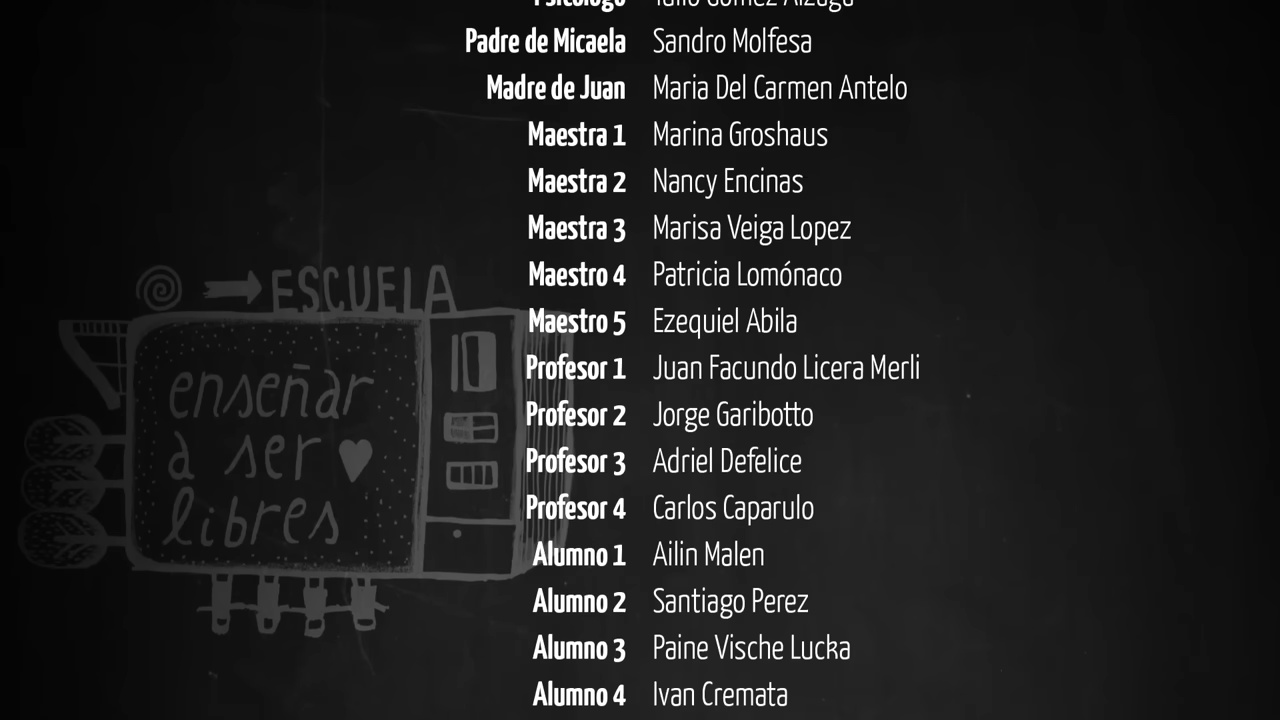 Psicólogo
Padre de Micaela Sandro Molfesa
Madre de Juan Maria Del Carmen Antelo
Maestra 1 Marina Groshaus
Maestra 2 Nancy Encinas
Maestra 3 Marisa Veiga Lopez
Maestro 4 Patricia Lomónaco
Maestro 5 Ezequiel Abila
Profesor 1 Juan Facundo Licera Merli
Profesor 2 Jorge Garibotto
Profesor 3 Adriel Defelice
Profesor 4 Carlos Caparulo
Alumno 1 Ailin Malen
Alumno 2 Santiago Perez
Alumno 3 Paine Vische Lucka
Alumno 4 Ivan Cremata
ESCUELA
enseñar
a ser
libres